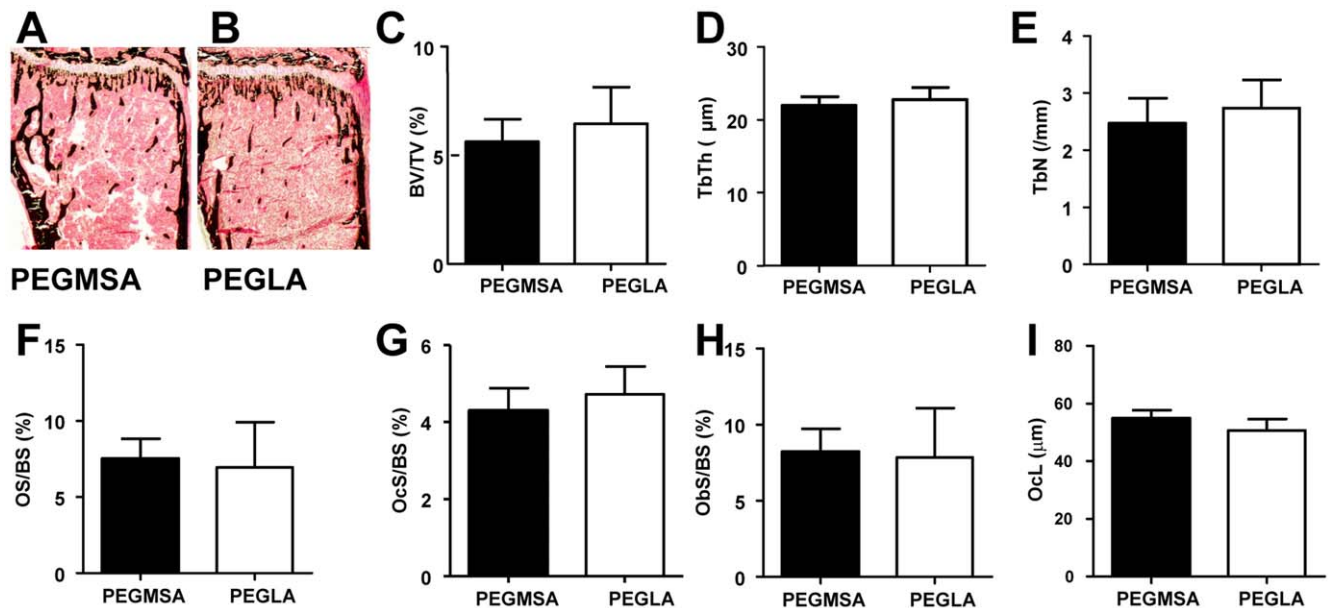 A
B
PEGMSA
PEGLA
C
BV/TV (%)
10
5
0
PEGMSA
PEGLA
D
TbTh ( µm)
30
20
10
0
PEGMSA
PEGLA
E
TbN (/mm)
4
3
2
1
0
PEGMSA
PEGLA
F
OS/BS (%)
15
10
5
0
PEGMSA
PEGLA
G
OcS/BS (%)
6
4
2
0
PEGMSA
PEGLA
H
ObS/BS (%)
15
10
5
0
PEGMSA
PEGLA
I
OcL (µm)
80
60
40
20
0
PEGMSA
PEGLA